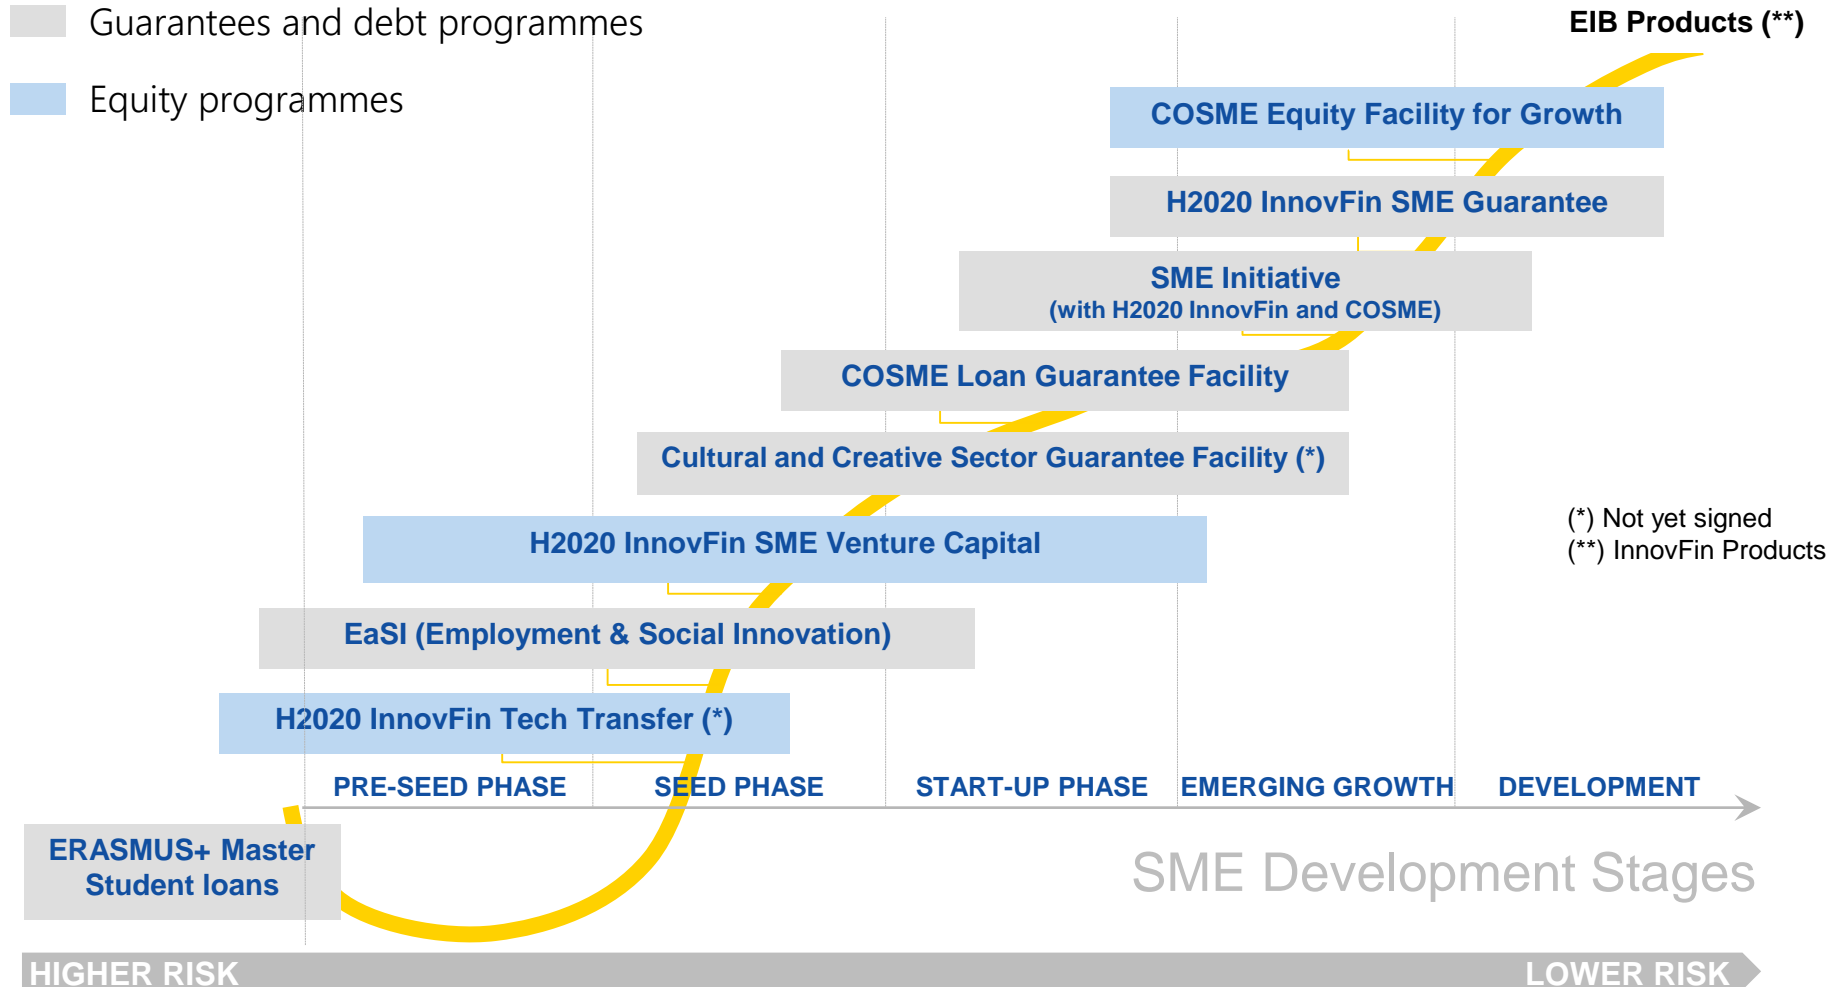 Guarantees and debt programmes
Equity programmes
EIB Products (**)
COSME Equity Facility for Growth
H2020 InnovFin SME Guarantee
SME Initiative
(with H2020 InnovFin and COSME)
COSME Loan Guarantee Facility
Cultural and Creative Sector Guarantee Facility (*)
(*) Not yet signed
(**) InnovFin Products
H2020 InnovFin SME Venture Capital
EaSI (Employment & Social Innovation)
H2020 InnovFin Tech Transfer (*)
PRE-SEED PHASE SEED PHASE START-UP PHASE EMERGING GROWTH DEVELOPMENT
ERASMUS+ Master
Student loans
SME Development Stages
HIGHER RISK LOWER RISK